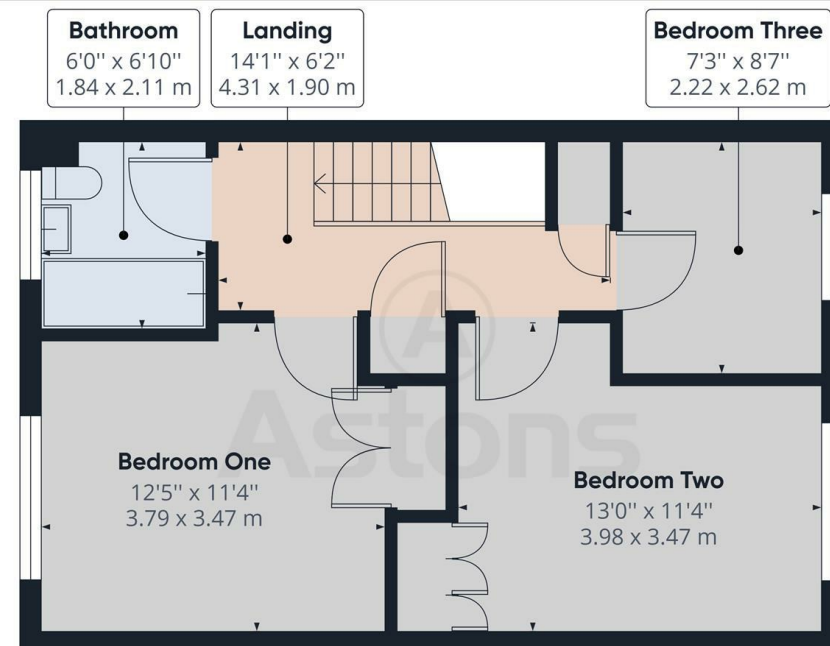 Bathroom
6'0'' x 6'10''
1.84 x 2.11 m
Landing
14'1'' x 6'2''
4.31 x 1.90 m
Bedroom Three
7'3'' x 8'7''
2.22 x 2.62 m
A
Astons
Bedroom One
12'5'' x 11'4''
3.79 x 3.47 m
Bedroom Two
13'0'' x 11'4''
3.98 x 3.47 m